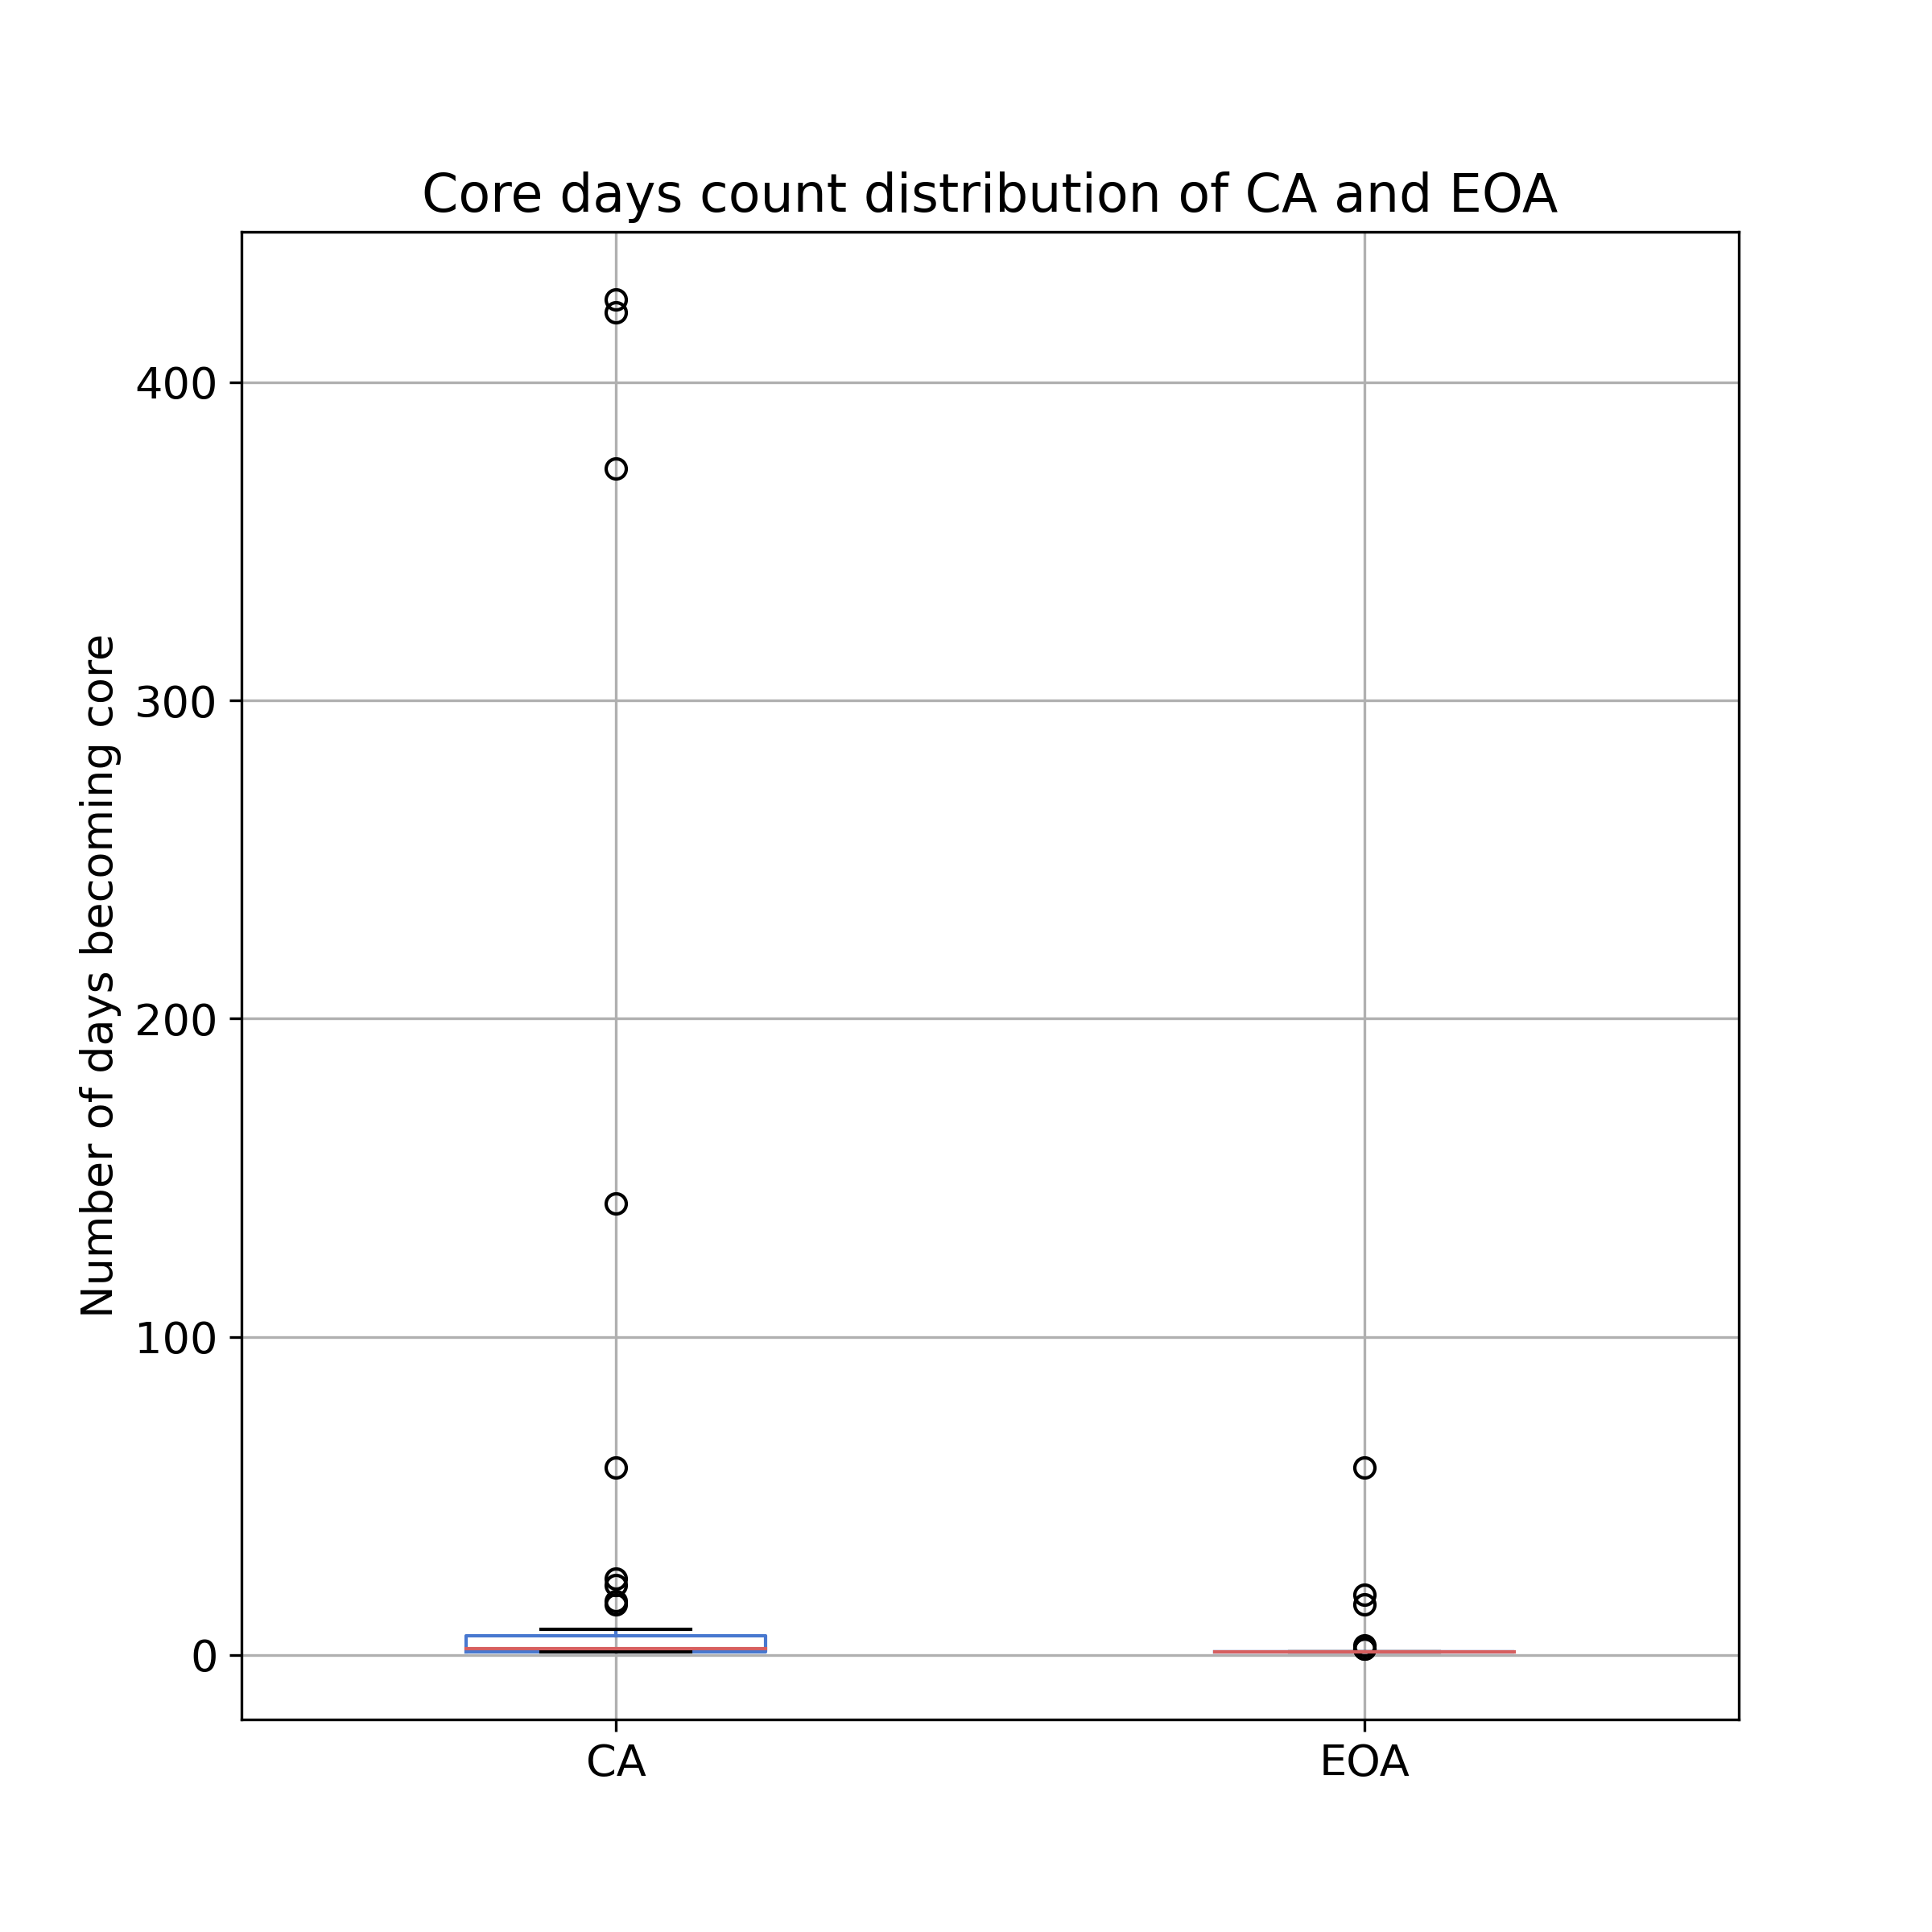 Core days count distribution of CA and EOA
Number of days becoming core
400
300
200
100
0
CA
EOA